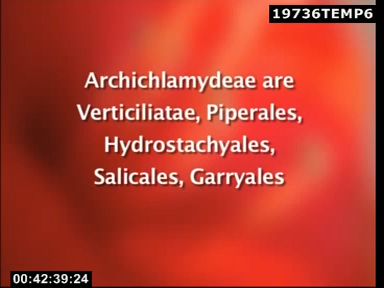 19736TEMP6
Archichlamydeae are
Verticiliatae, Piperales,
Hydrostachyales,
Salicales, Garryales
00:42:39:24